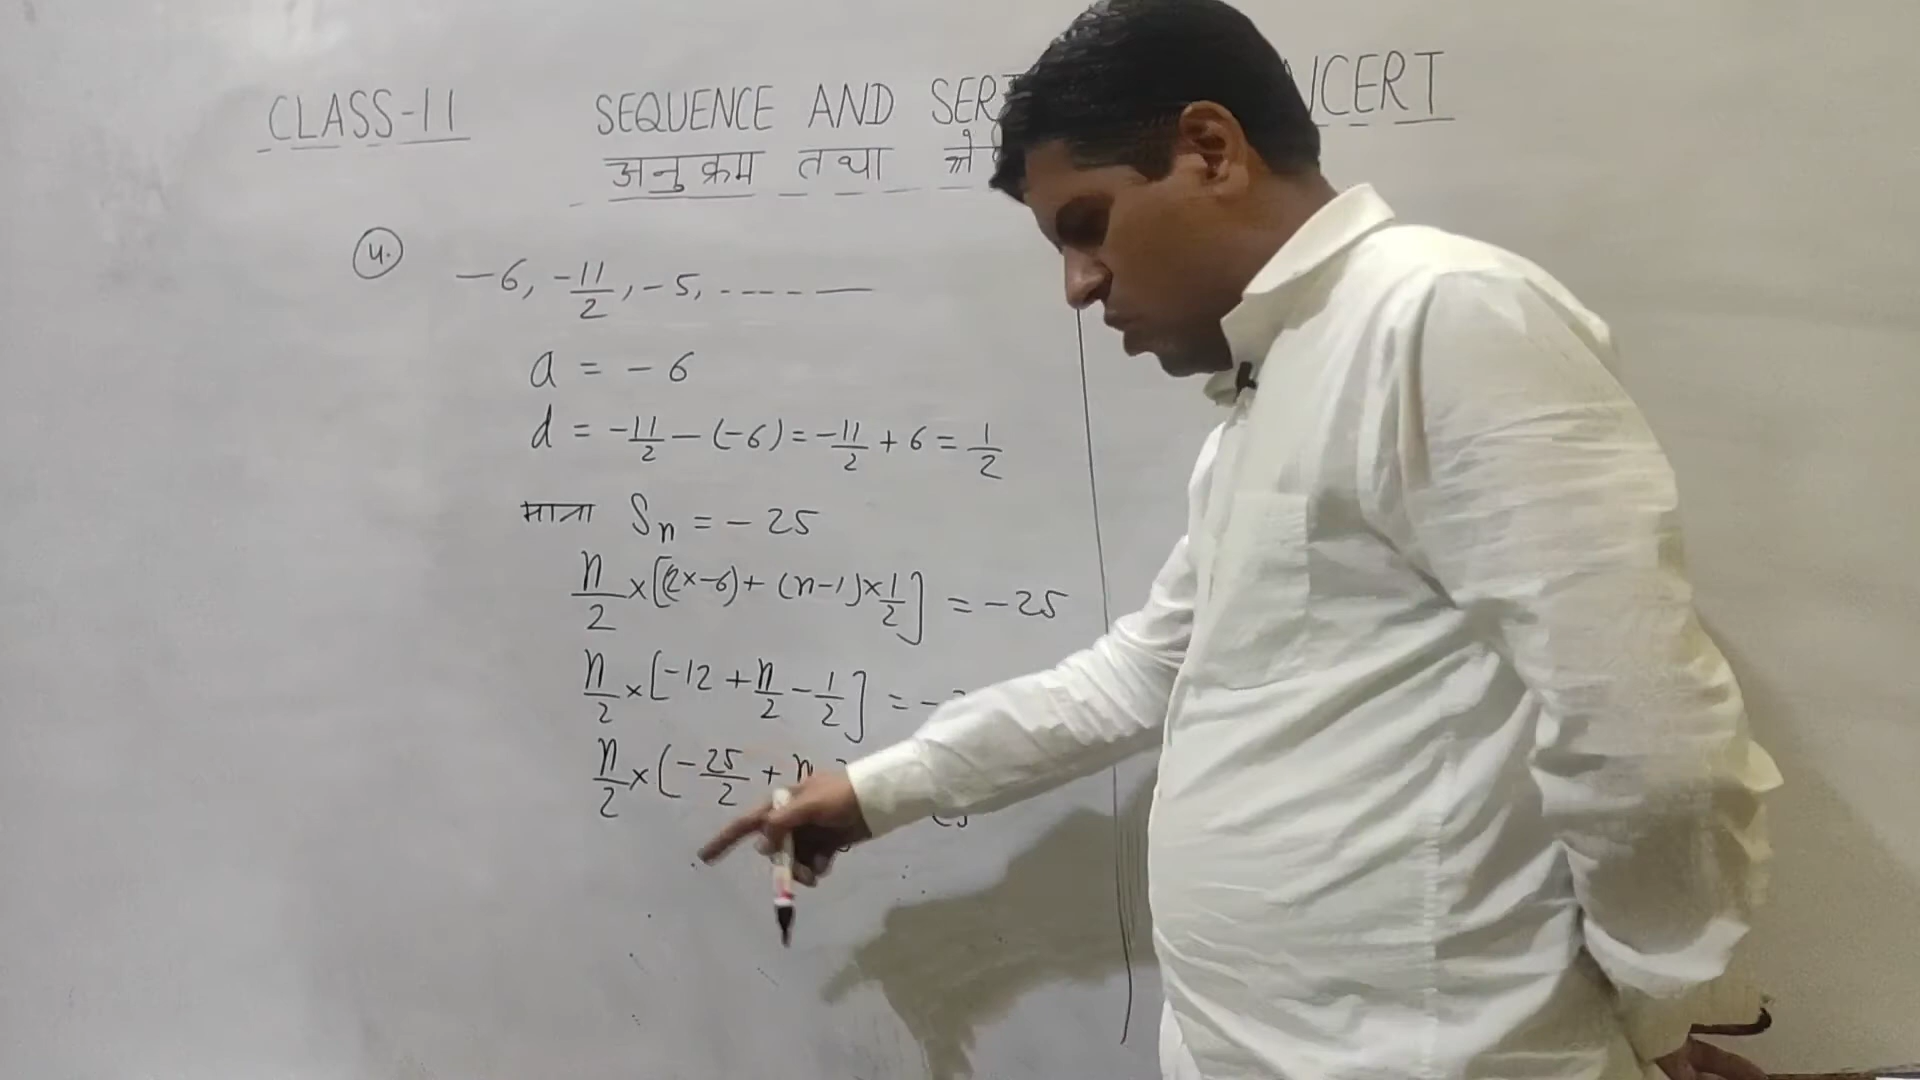 CLASS-11 SEQUENCE AND SER NCERT
अनुक्रम तथा
4. -6, -11/2, -5, -----
a = -6
d = -11/2 - (-6) = -11/2 + 6 = 1/2
माना Sn = -25
n/2 × [(2×-6) + (n-1)×1/2] = -25
n/2 × [-12 + n/2 - 1/2] = -
n/2 × (-25/2 + n